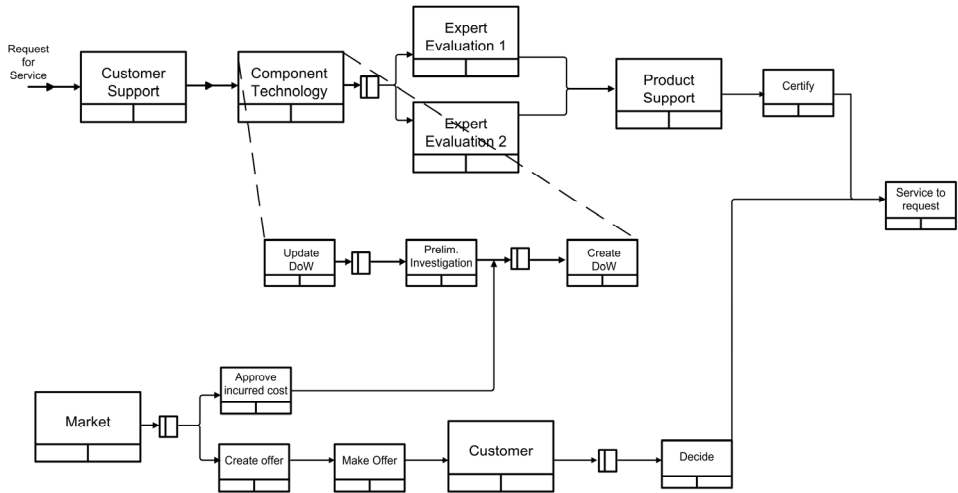 Request
for
Service
Customer
Support
Component
Technology
Expert
Evaluation 1
Expert
Evaluation 2
Product
Support
Certify
Service to
request
Update
DoW
Prelim.
Investigation
Create
DoW
Approve
incurred cost
Market
Create offer
Make Offer
Customer
Decide